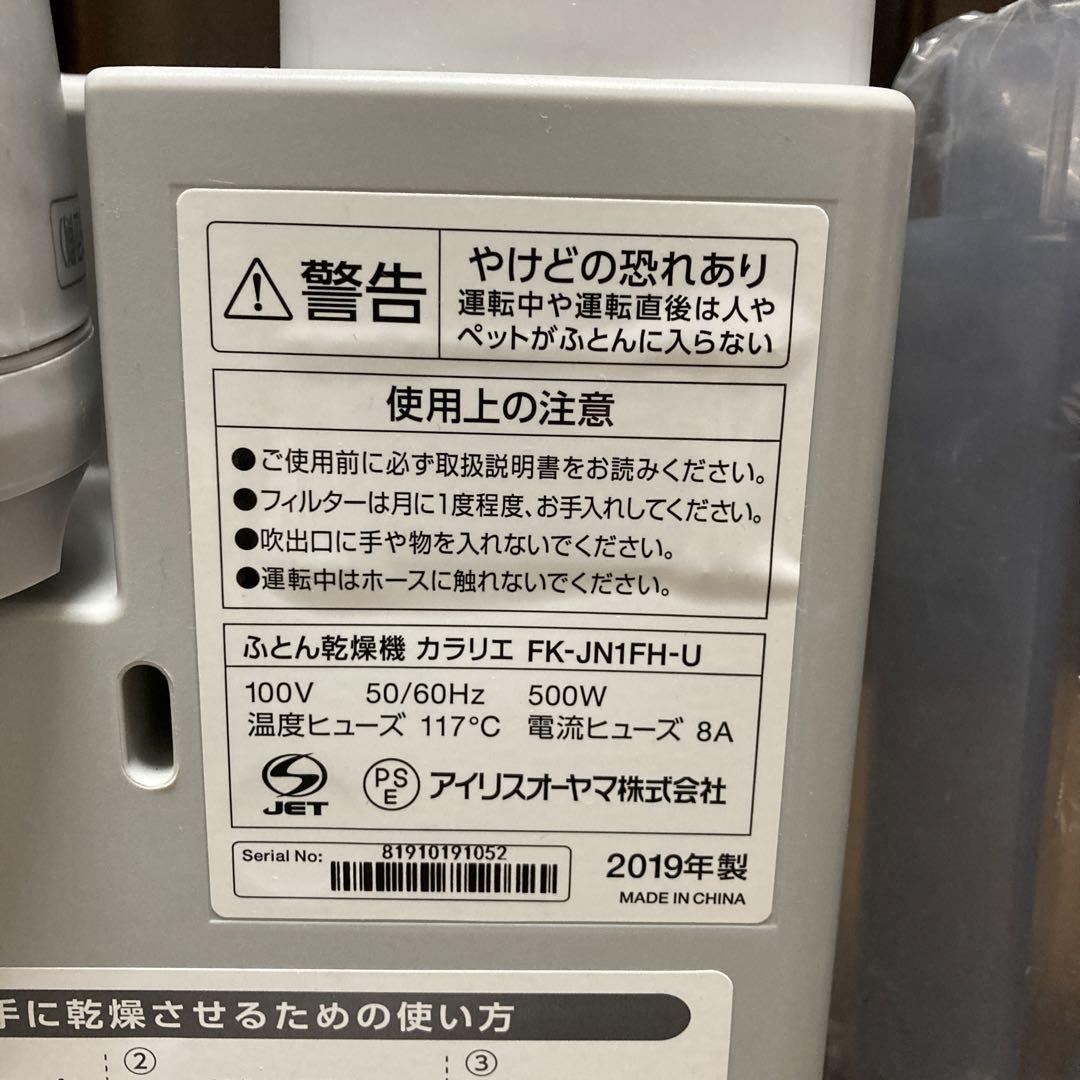 警告
やけどの恐れあり
運転中や運転直後は人や
ペットがふとんに入らない
使用上の注意
●ご使用前に必ず取扱説明書をお読みください。
●フィルターは月に1度程度、お手入れしてください。
●吹出口に手や物を入れないでください。
●運転中はホースに触れないでください。
ふとん乾燥機 カラリエ FK-JN1FH-U
100V 50/60Hz 500W
温度ヒューズ 117°C 電流ヒューズ 8A
JET PSE アイリスオーヤマ株式会社
Serial No: 81910191052
2019年製
MADE IN CHINA
手に乾燥させるための使い方
② ③